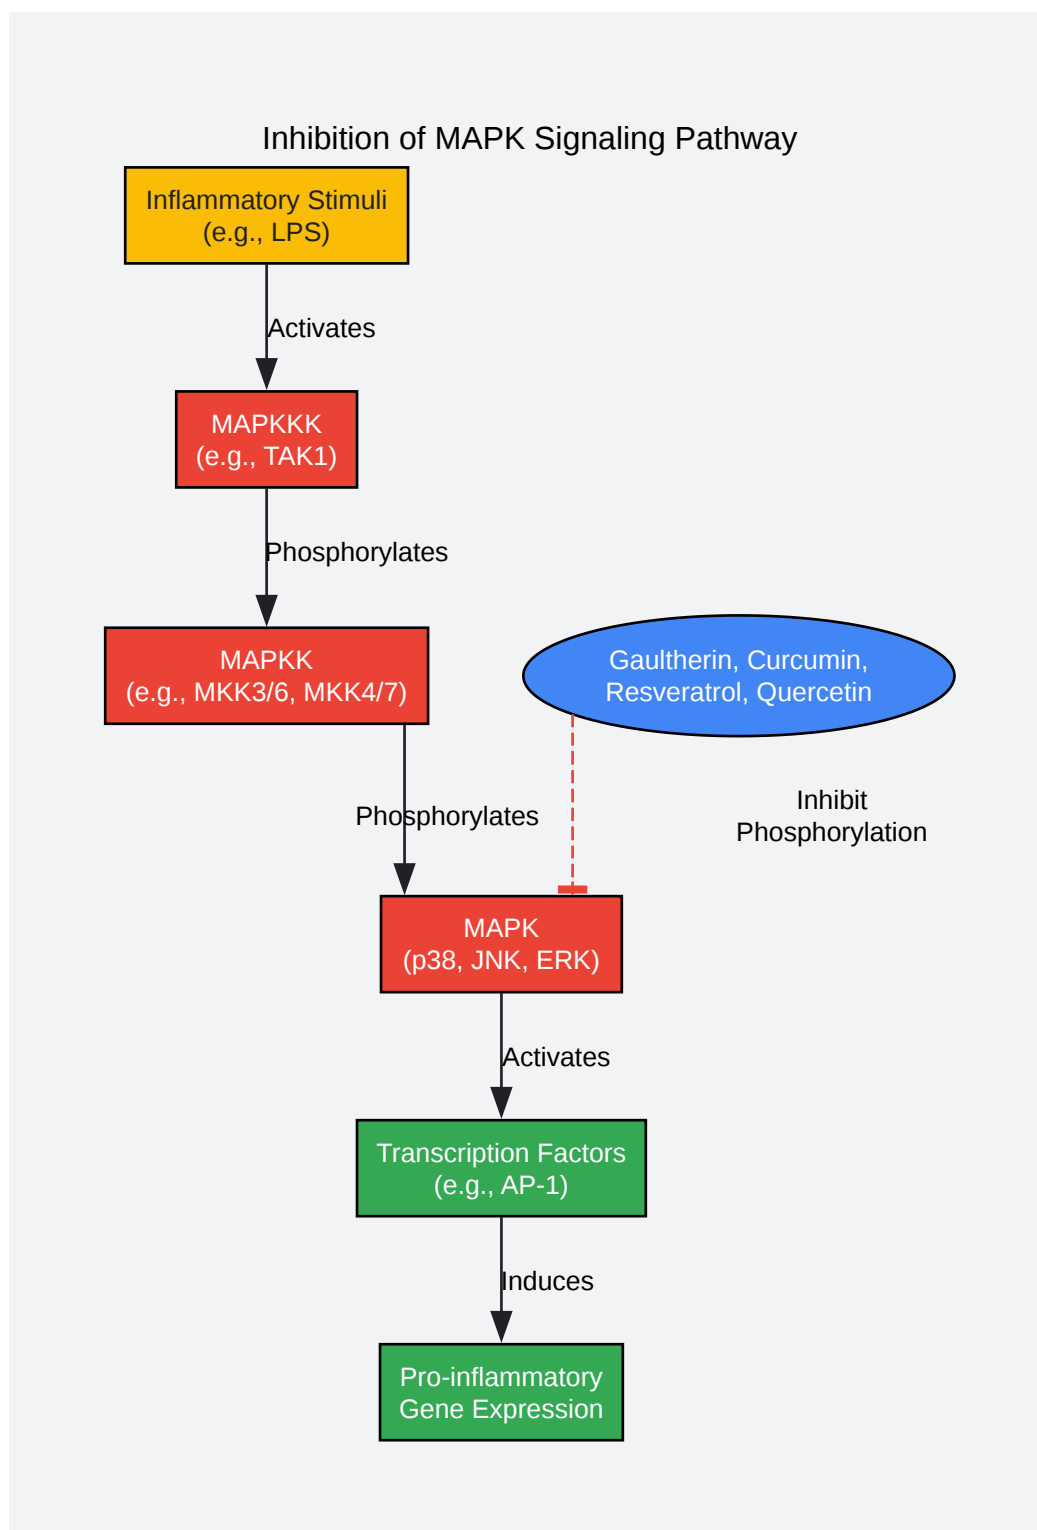 Inhibition of MAPK Signaling Pathway
Inflammatory Stimuli
(e.g., LPS)
Activates
MAPKKK
(e.g., TAK1)
Phosphorylates
MAPKK
(e.g., MKK3/6, MKK4/7)
Gaultherin, Curcumin,
Resveratrol, Quercetin
Phosphorylates
Inhibit
Phosphorylation
MAPK
(p38, JNK, ERK)
Activates
Transcription Factors
(e.g., AP-1)
Induces
Pro-inflammatory
Gene Expression